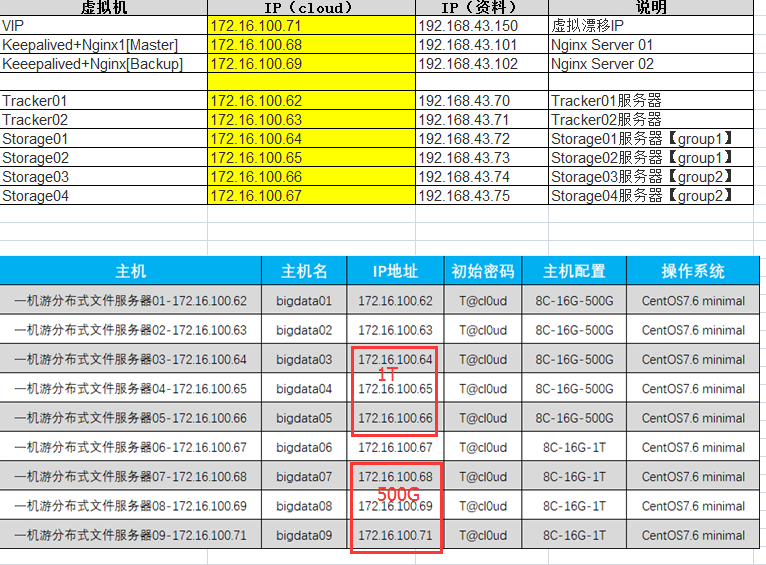 虚拟机 IP（cloud） IP（资料） 说明
VIP 172.16.100.71 192.168.43.150 虚拟漂移IP
Keepalived+Nginx1[Master] 172.16.100.68 192.168.43.101 Nginx Server 01
Keeepalived+Nginx[Backup] 172.16.100.69 192.168.43.102 Nginx Server 02
Tracker01 172.16.100.62 192.168.43.70 Tracker01服务器
Tracker02 172.16.100.63 192.168.43.71 Tracker02服务器
Storage01 172.16.100.64 192.168.43.72 Storage01服务器【group1】
Storage02 172.16.100.65 192.168.43.73 Storage02服务器【group1】
Storage03 172.16.100.66 192.168.43.74 Storage03服务器【group2】
Storage04 172.16.100.67 192.168.43.75 Storage04服务器【group2】
主机 主机名 IP地址 初始密码 主机配置 操作系统
一机游分布式文件服务器01-172.16.100.62 bigdata01 172.16.100.62 T@cl0ud 8C-16G-500G CentOS7.6 minimal
一机游分布式文件服务器02-172.16.100.63 bigdata02 172.16.100.63 T@cl0ud 8C-16G-500G CentOS7.6 minimal
一机游分布式文件服务器03-172.16.100.64 bigdata03 172.16.100.64 T@cl0ud 8C-16G-500G CentOS7.6 minimal
1T
一机游分布式文件服务器04-172.16.100.65 bigdata04 172.16.100.65 T@cl0ud 8C-16G-500G CentOS7.6 minimal
一机游分布式文件服务器05-172.16.100.66 bigdata05 172.16.100.66 T@cl0ud 8C-16G-500G CentOS7.6 minimal
一机游分布式文件服务器06-172.16.100.67 bigdata06 172.16.100.67 T@cl0ud 8C-16G-1T CentOS7.6 minimal
一机游分布式文件服务器07-172.16.100.68 bigdata07 172.16.100.68 T@cl0ud 8C-16G-1T CentOS7.6 minimal
500G
一机游分布式文件服务器08-172.16.100.69 bigdata08 172.16.100.69 T@cl0ud 8C-16G-1T CentOS7.6 minimal
一机游分布式文件服务器09-172.16.100.71 bigdata09 172.16.100.71 T@cl0ud 8C-16G-1T CentOS7.6 minimal